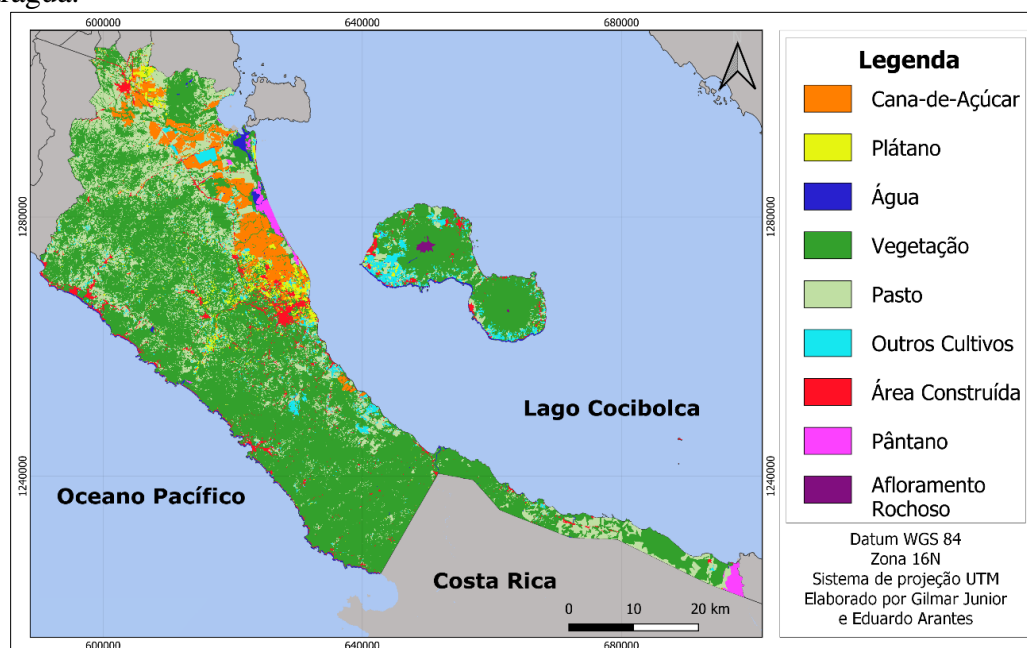 ragua.
600000 640000 680000
1280000 1280000
Lago Cocibolca
1240000 1240000
Oceano Pacífico
Costa Rica
0 10 20 km
600000 640000 680000
Legenda
Cana-de-Açúcar
Plátano
Água
Vegetação
Pasto
Outros Cultivos
Área Construída
Pântano
Afloramento
Rochoso
Datum WGS 84
Zona 16N
Sistema de projeção UTM
Elaborado por Gilmar Junior
e Eduardo Arantes